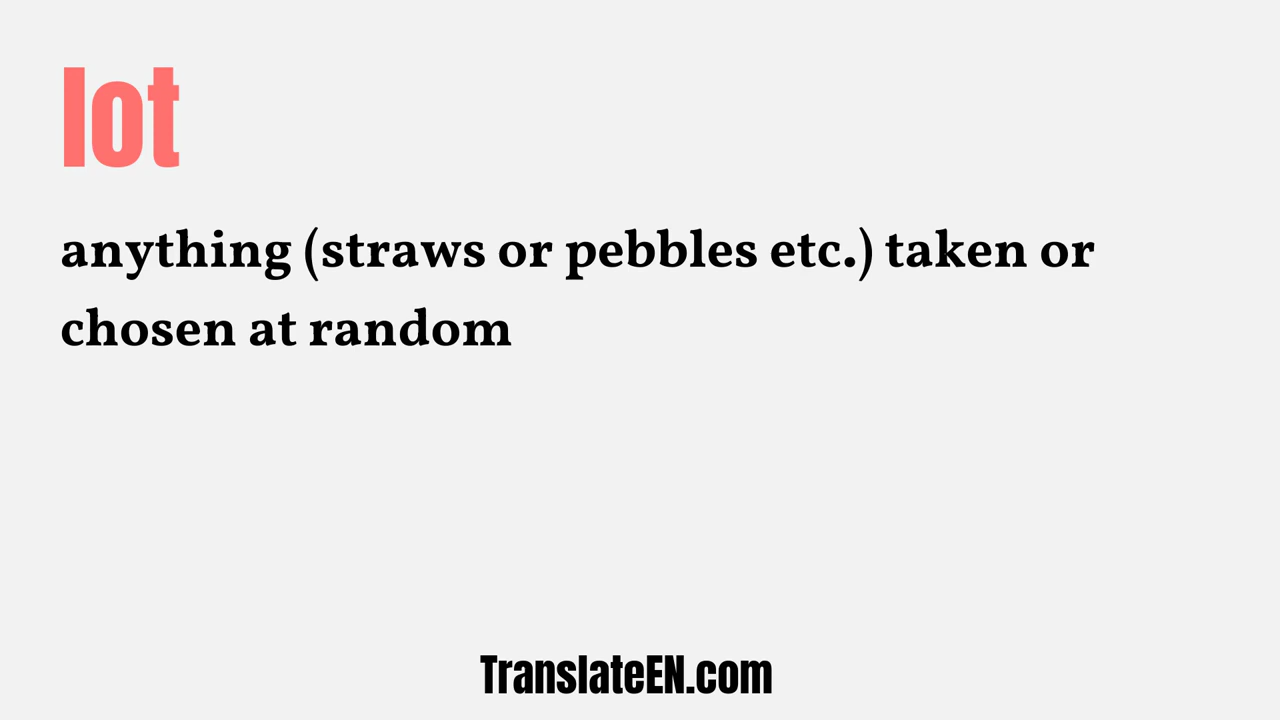 lot
anything (straws or pebbles etc.) taken or
chosen at random
TranslateEN.com